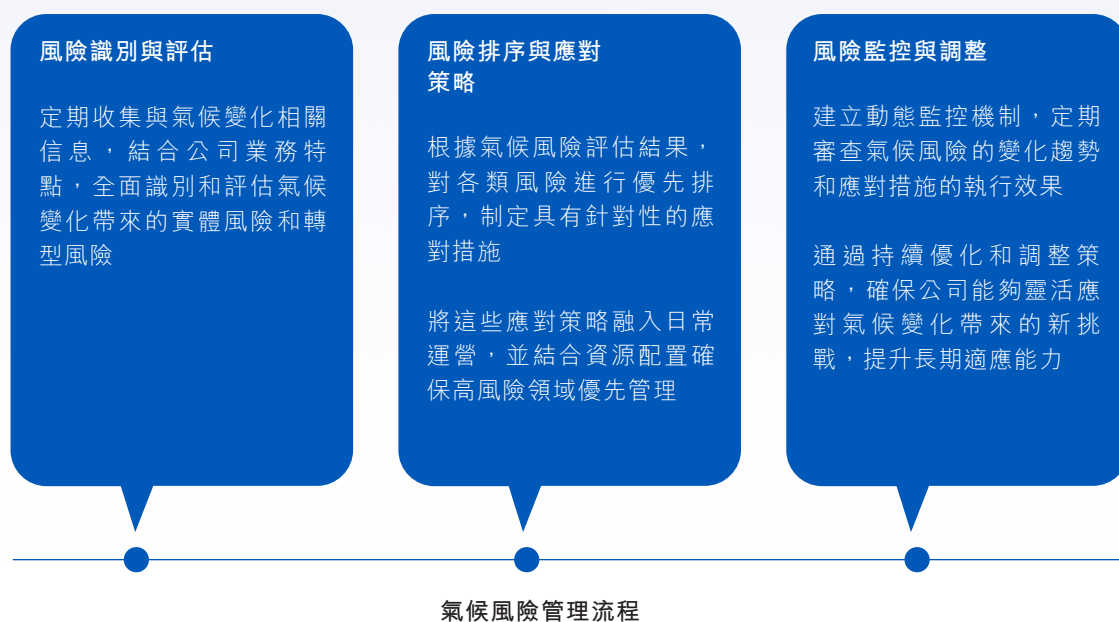 風險識別與評估
定期收集與氣候變化相關
信息，結合公司業務特
點，全面識別和評估氣候
變化帶來的實體風險和轉
型風險
風險排序與應對
策略
根據氣候風險評估結果，
對各類風險進行優先排
序，制定具有針對性的應
對措施
將這些應對策略融入日常
運營，並結合資源配置確
保高風險領域優先管理
風險監控與調整
建立動態監控機制，定期
審查氣候風險的變化趨勢
和應對措施的執行效果
通過持續優化和調整策
略，確保公司能夠靈活應
對氣候變化帶來的新挑
戰，提升長期適應能力
氣候風險管理流程